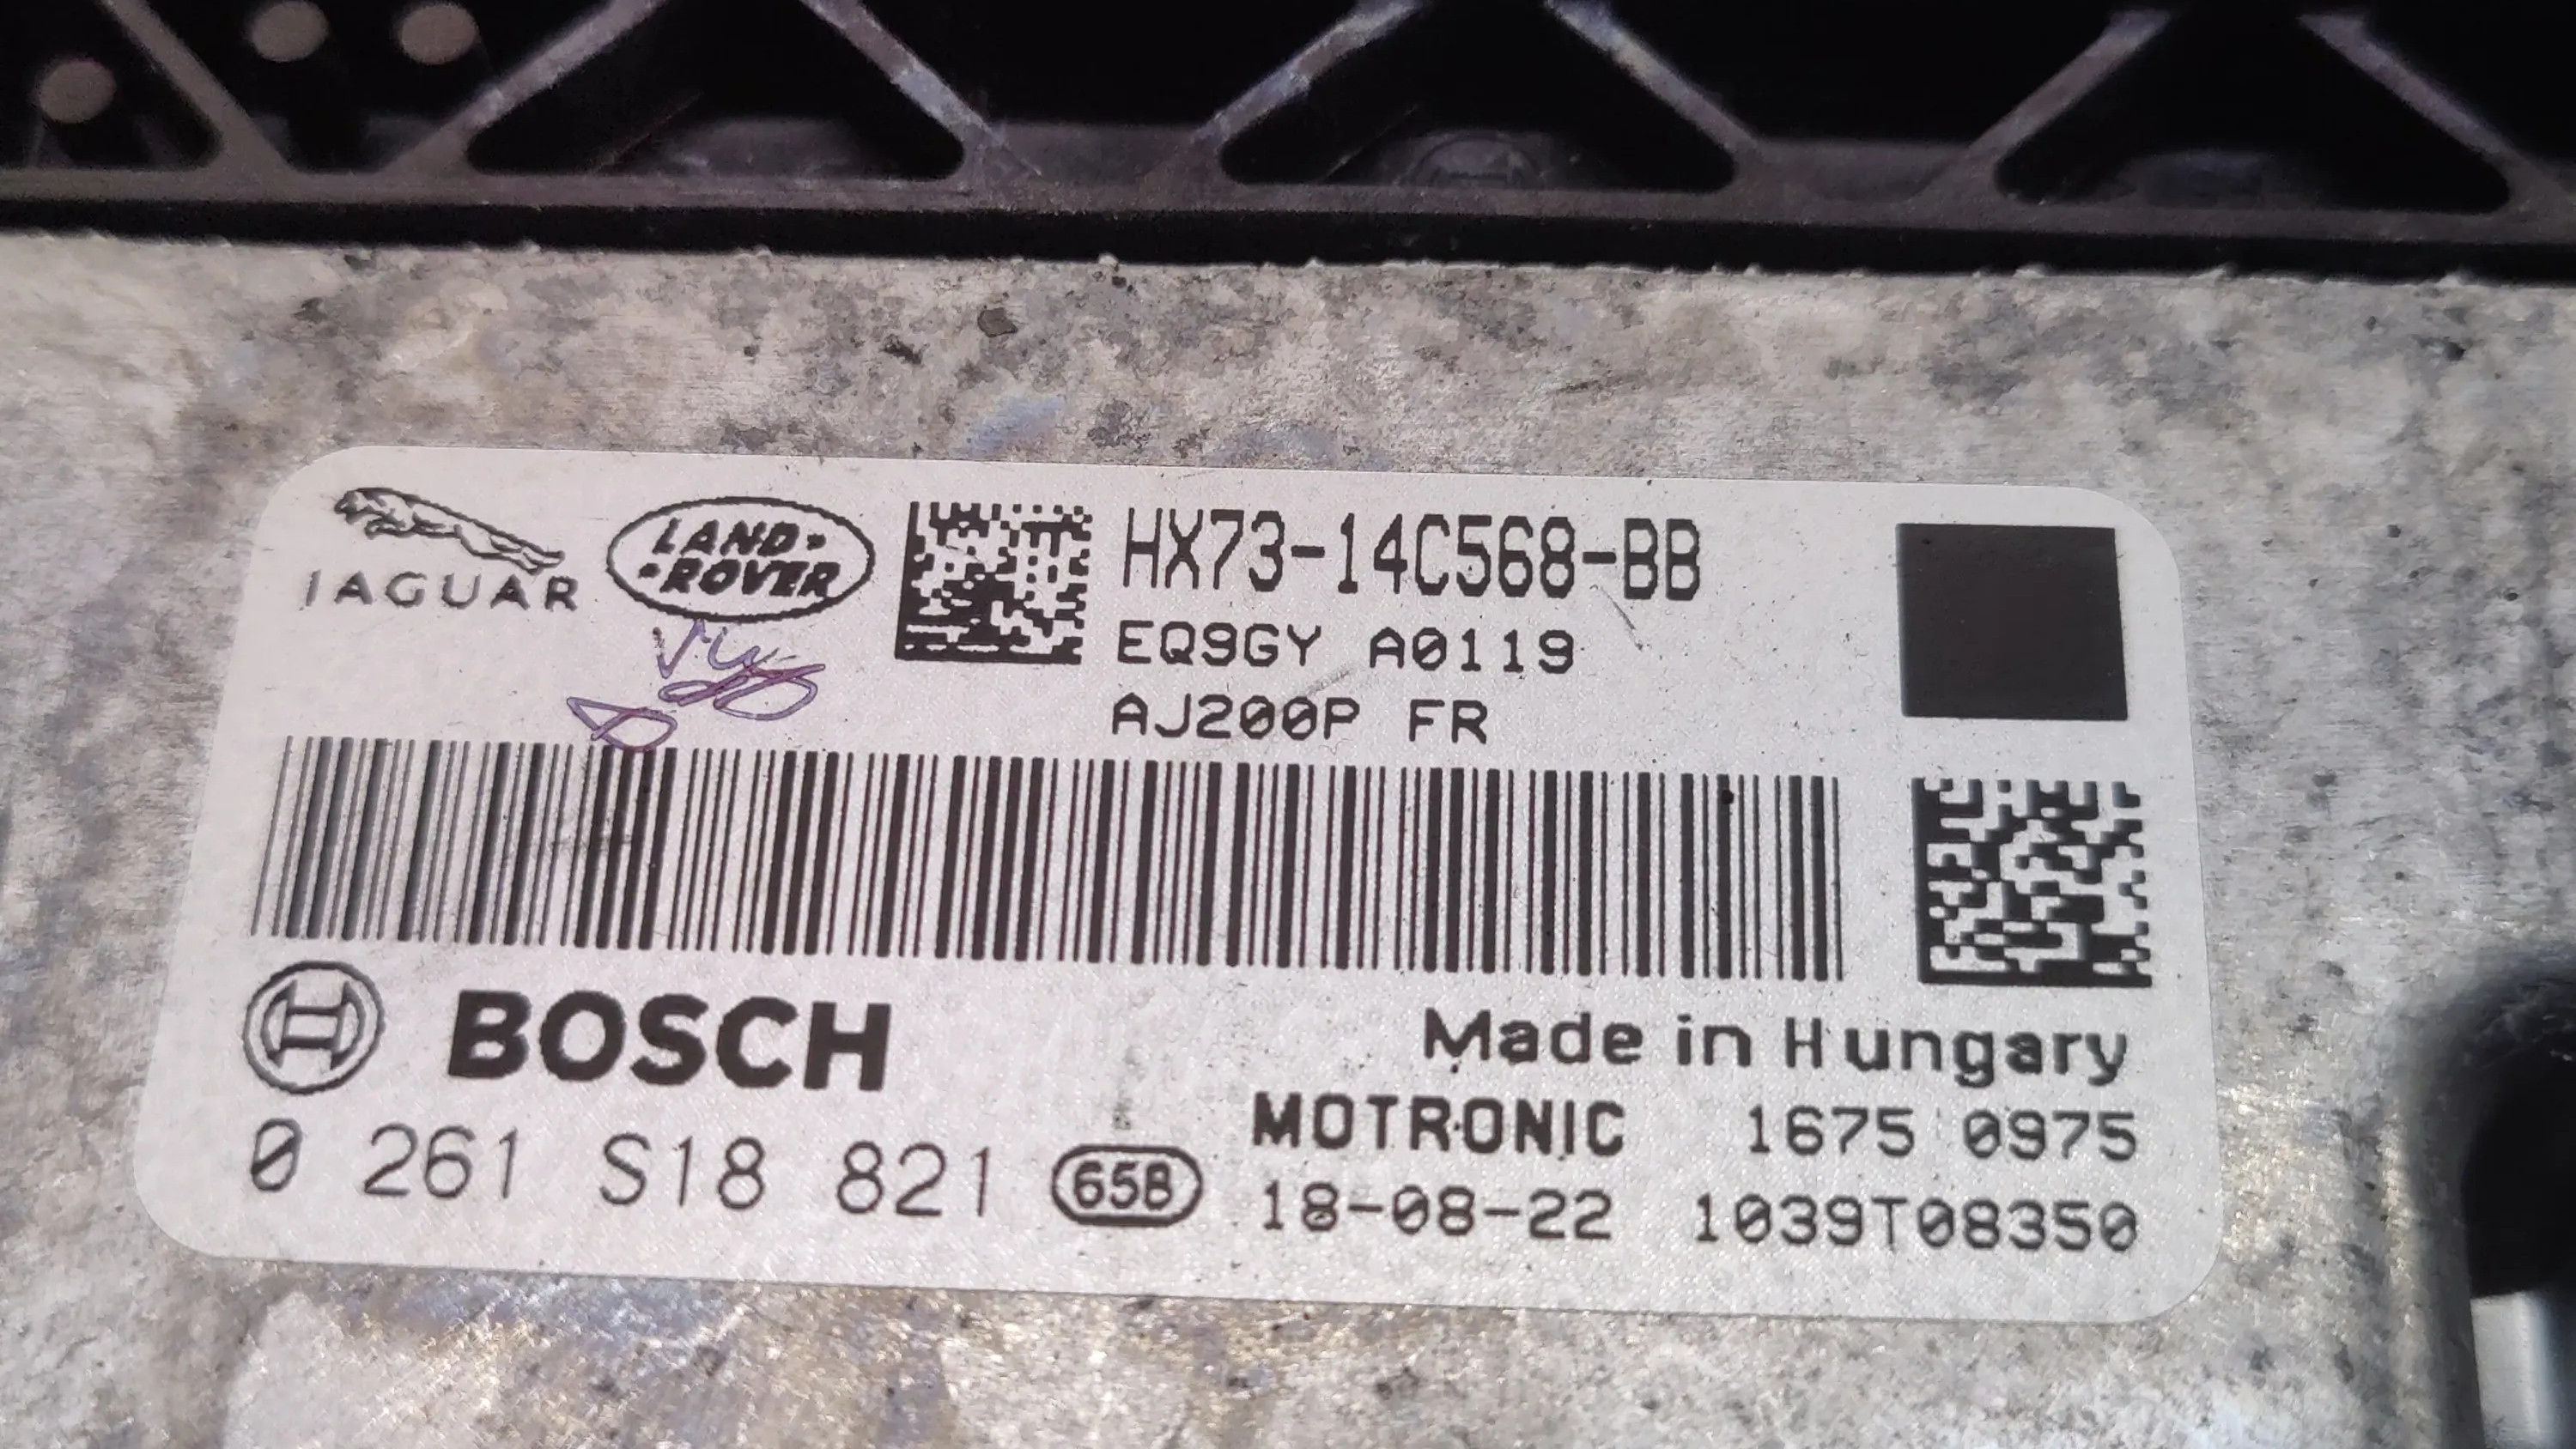 JAGUAR
LAND-
-ROVER
HX73-14C568-BB
EQ9GY A0119
AJ200P FR
BOSCH
Made in Hungary
0 261 S18 821
65B
MOTRONIC 1675 0975
18-08-22 1039T08350